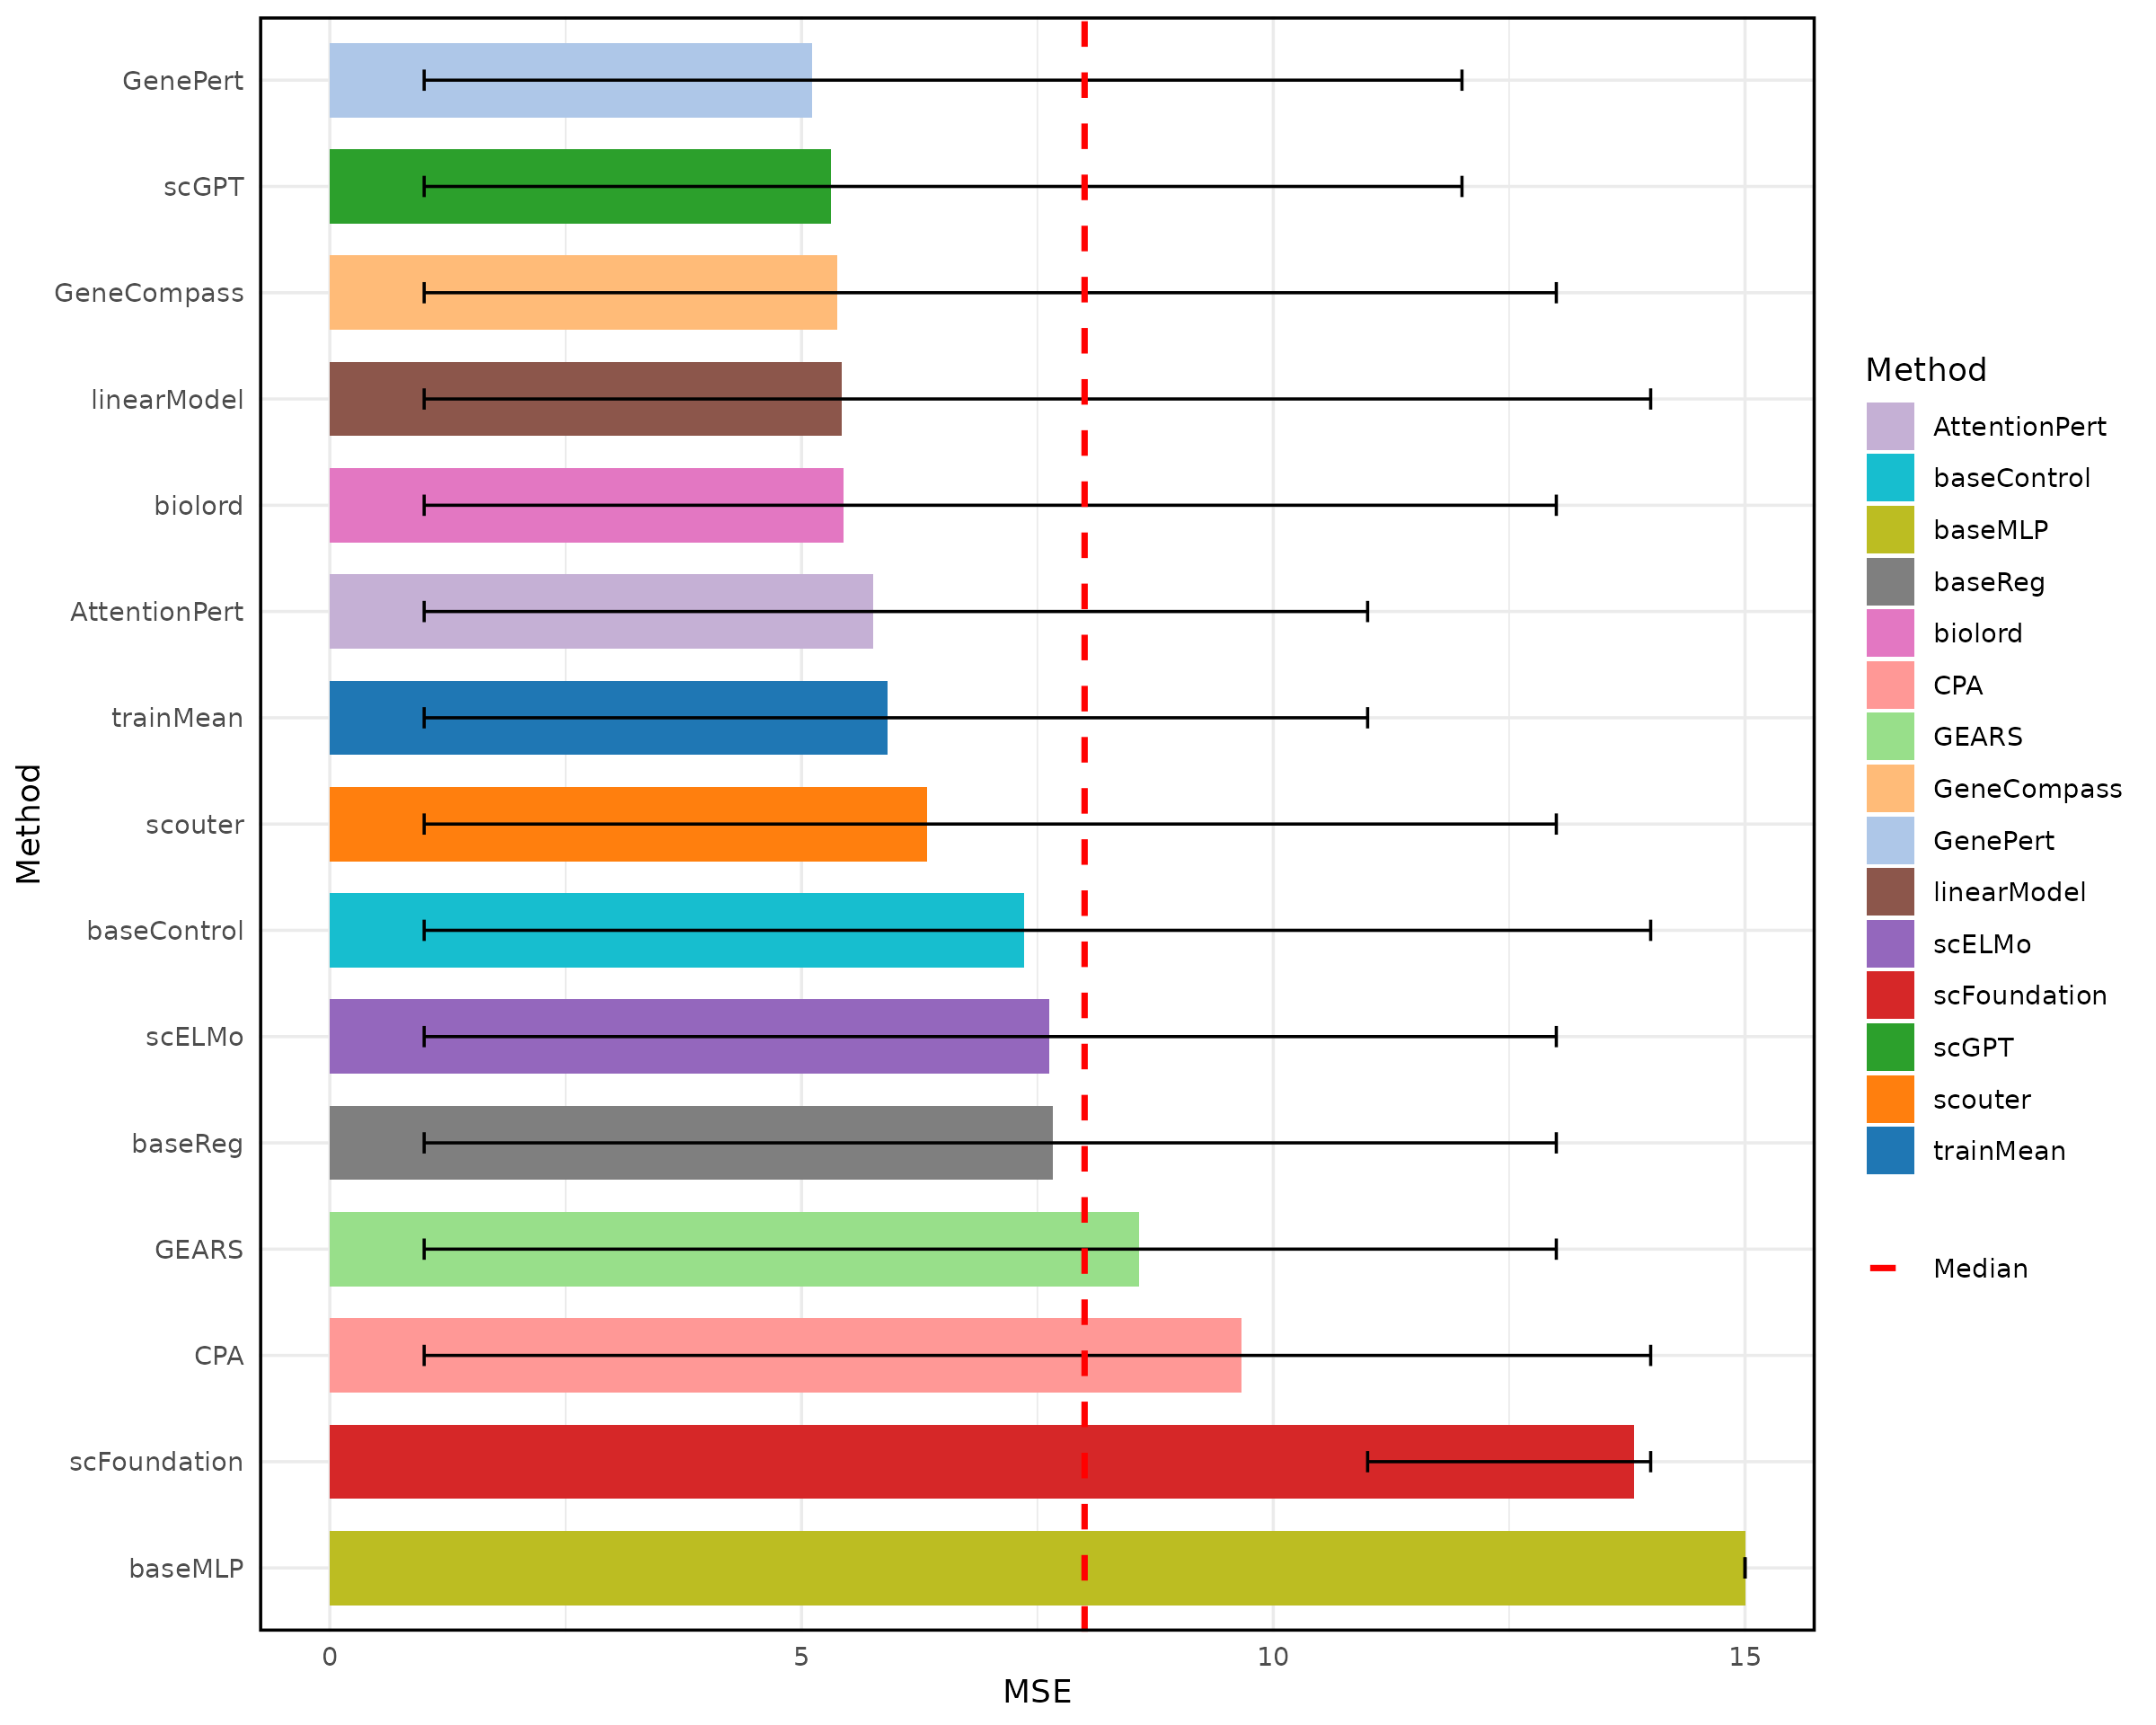 GenePert
scGPT
GeneCompass
linearModel
biolord
AttentionPert
trainMean
scouter
baseControl
scELMo
baseReg
GEARS
CPA
scFoundation
baseMLP
Method
0 5 10 15
MSE
Method
AttentionPert
baseControl
baseMLP
baseReg
biolord
CPA
GEARS
GeneCompass
GenePert
linearModel
scELMo
scFoundation
scGPT
scouter
trainMean
Median